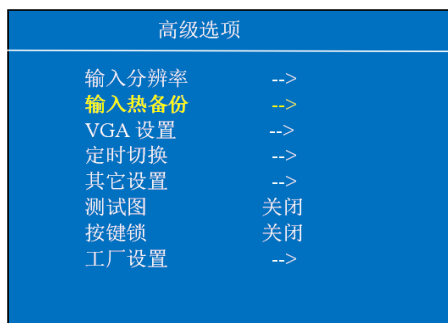 高级选项
输入分辨率 -->
输入热备份 -->
VGA 设置 -->
定时切换 -->
其它设置 -->
测试图 关闭
按键锁 关闭
工厂设置 -->